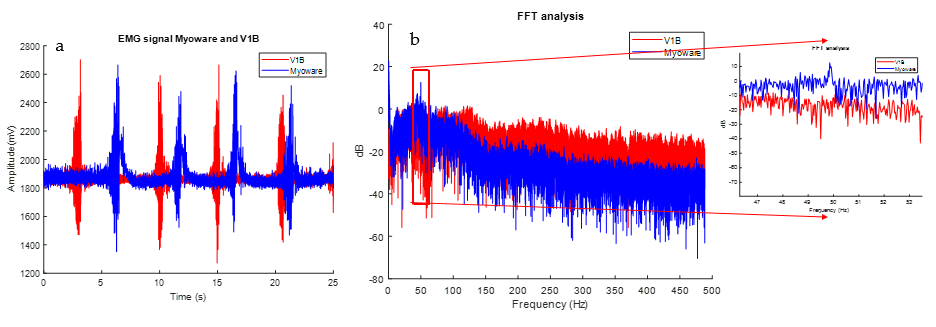 a
EMG signal Myoware and V1B
V1B
Myoware
Amplitude (mV)
2800
2600
2400
2200
2000
1800
1600
1400
1200
0 5 10 15 20 25
Time (s)
b
FFT analysis
V1B
Myoware
dB
40
20
0
-20
-40
-60
-80
0 50 100 150 200 250 300 350 400 450 500
Frequency (Hz)
FFT analysis
V1B
Myoware
dB
10
0
-10
-20
-30
-40
-50
-60
-70
47 48 49 50 51 52 53
Frequency (Hz)